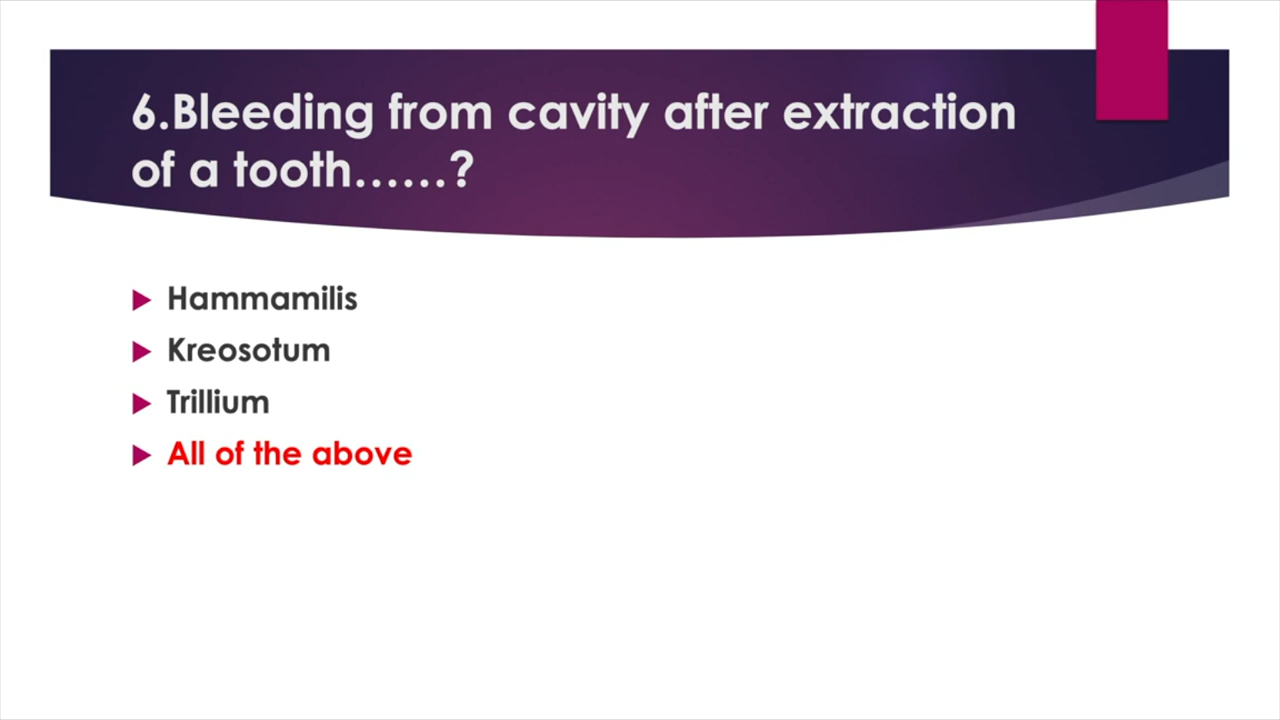 6.Bleeding from cavity after extraction
of a tooth......?
Hammamilis
Kreosotum
Trillium
All of the above